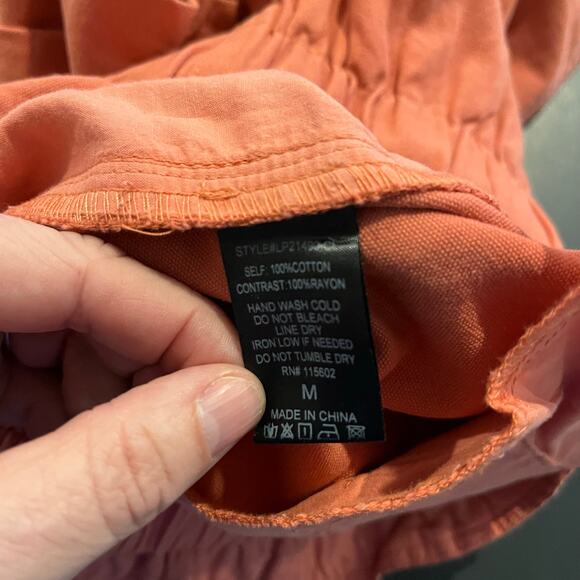 SELF: 100%COTTON
CONTRAST:100%RAYON
HAND WASH COLD
DO NOT BLEACH
LINE DRY
IRON LOW IF NEEDED
DO NOT TUMBLE DRY
RN# 115602
M
MADE IN CHINA